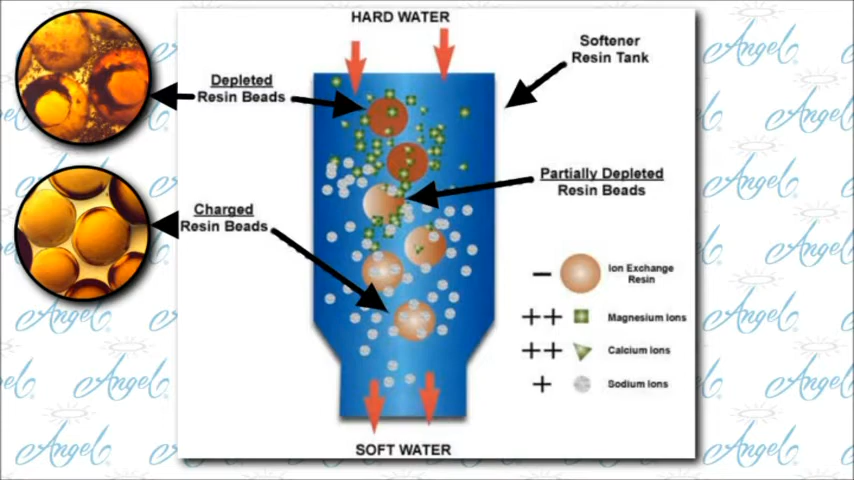 HARD WATER
Softener
Resin Tank
Depleted
Resin Beads
Partially Depleted
Resin Beads
Charged
Resin Beads
Ion Exchange
Resin
++ Magnesium Ions
++ Calcium Ions
+ Sodium Ions
SOFT WATER
Angel